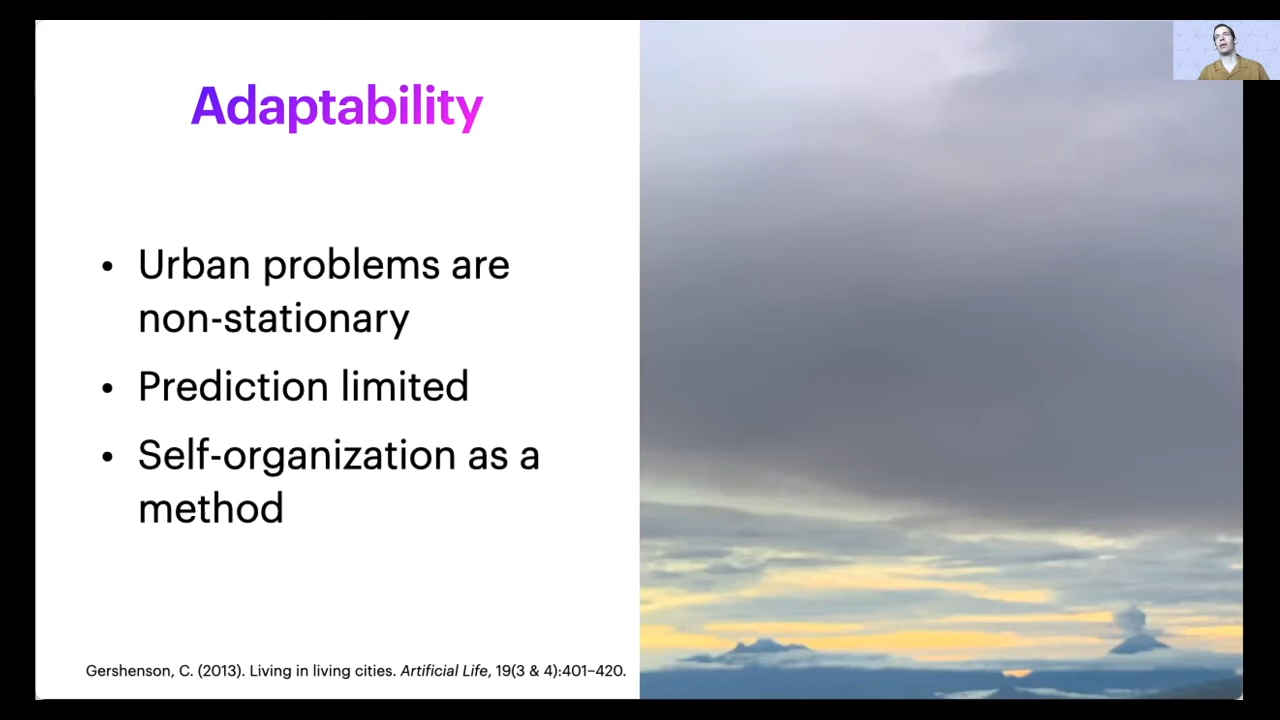 Adaptability
• Urban problems are
non-stationary
• Prediction limited
• Self-organization as a
method
Gershenson, C. (2013). Living in living cities. Artificial Life, 19(3 & 4):401–420.